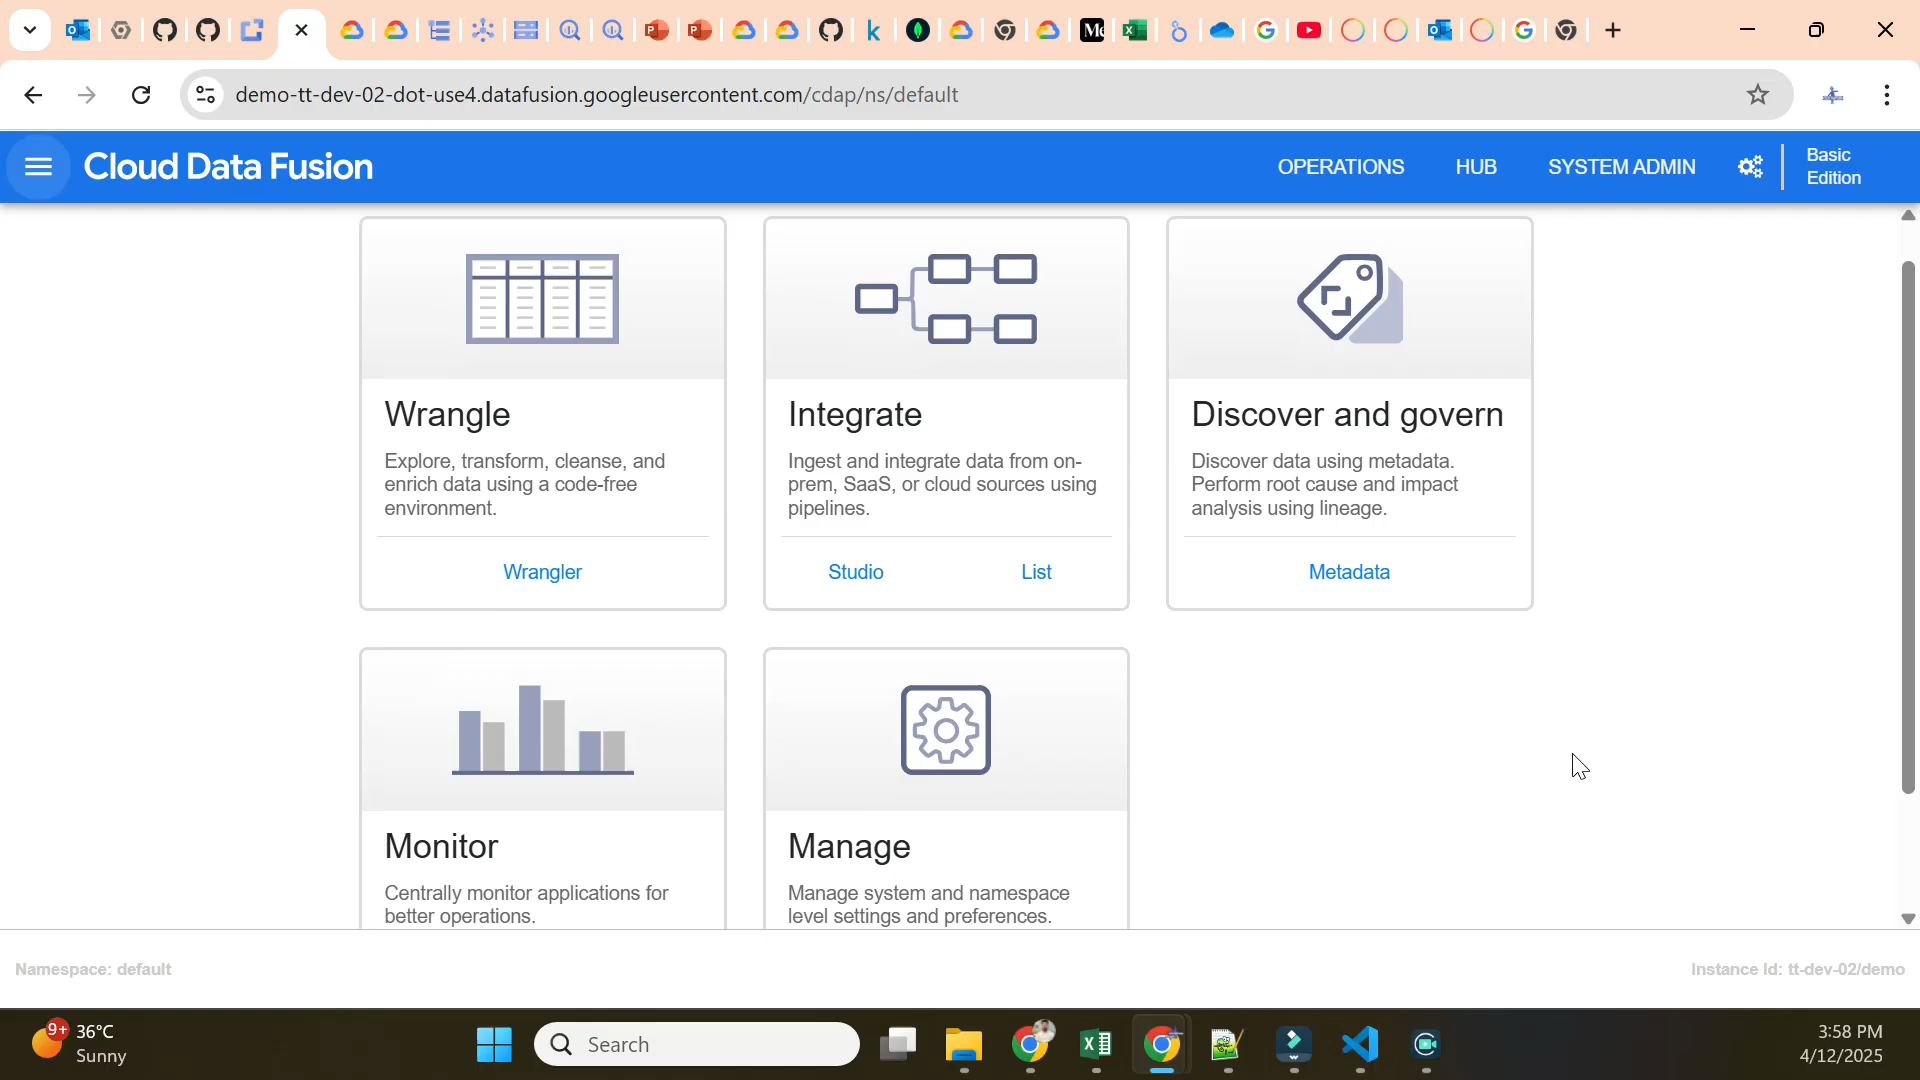 demo-tt-dev-02-dot-use4.datafusion.googleusercontent.com/cdap/ns/default
Cloud Data Fusion
OPERATIONS
HUB
SYSTEM ADMIN
Basic
Edition
Wrangle
Explore, transform, cleanse, and
enrich data using a code-free
environment.
Wrangler
Integrate
Ingest and integrate data from on-
prem, SaaS, or cloud sources using
pipelines.
Studio
List
Discover and govern
Discover data using metadata.
Perform root cause and impact
analysis using lineage.
Metadata
Monitor
Centrally monitor applications for
better operations.
Manage
Manage system and namespace
level settings and preferences.
Namespace: default
Instance Id: tt-dev-02/demo
9+
36°C
Sunny
Search
3:58 PM
4/12/2025